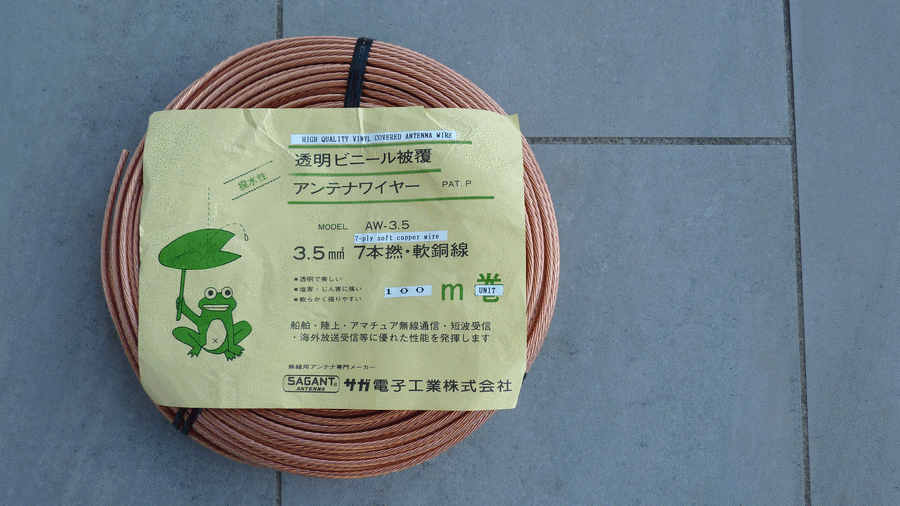 HIGH QUALITY VINYL COVERED ANTENNA WIRE
透明ビニール被覆
撥水性
アンテナワイヤー PAT. P
MODEL AW-3.5
7-ply soft copper wire
3.5m㎡ 7本撚・軟銅線
■透明で美しい
■塩害・じん害に強い
■軟らかく張りやすい
100 m 巻
UNIT
船舶・陸上・アマチュア無線通信・短波受信
・海外放送受信等に優れた性能を発揮します
無線用アンテナ専門メーカー
SAGANT ANTENNA ® サガ電子工業株式会社